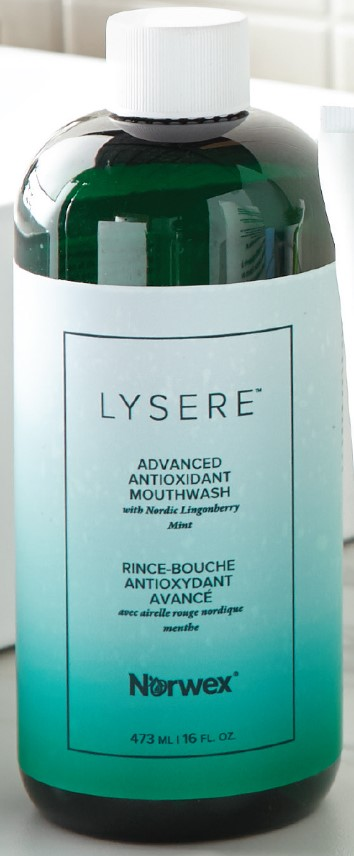 LYSERE™
ADVANCED
ANTIOXIDANT
MOUTHWASH
with Nordic Lingonberry
Mint
RINCE-BOUCHE
ANTIOXYDANT
AVANCÉ
avec airelle rouge nordique
menthe
Norwex®
473 ML | 16 FL. OZ.